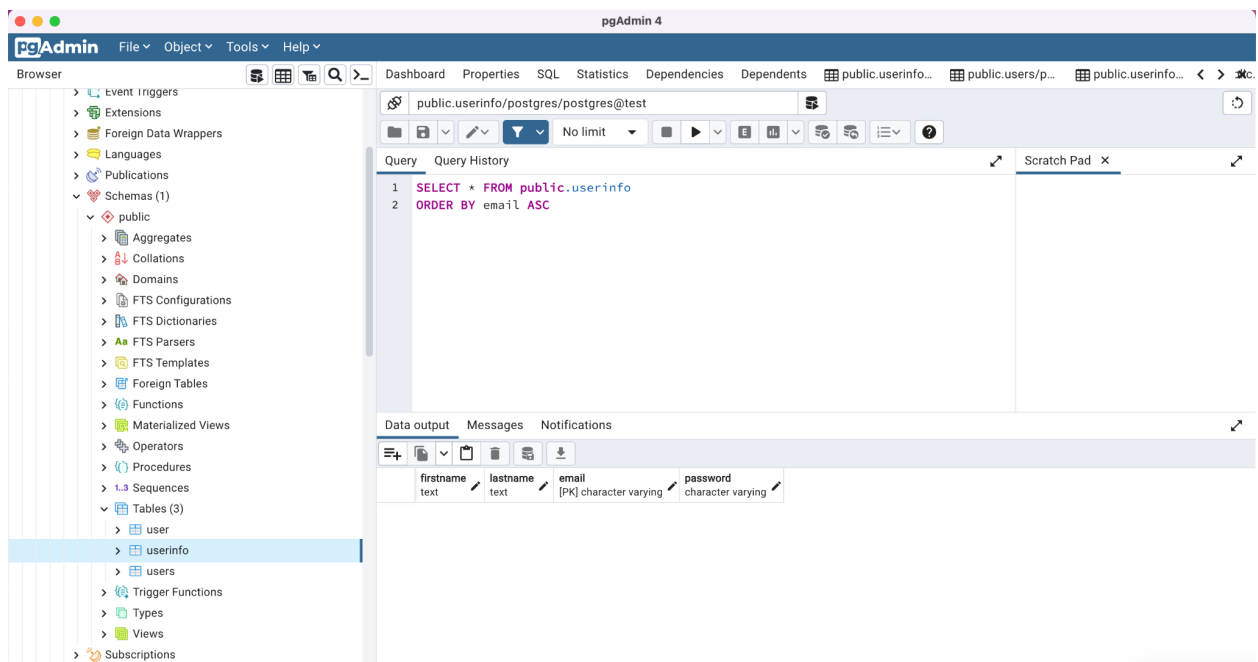 pgAdmin 4
pgAdmin File Object Tools Help
Browser
Dashboard Properties SQL Statistics Dependencies Dependents public.userinfo... public.users/p... public.userinfo...
Event Triggers
Extensions
Foreign Data Wrappers
Languages
Publications
Schemas (1)
public
Aggregates
Collations
Domains
FTS Configurations
FTS Dictionaries
Aa FTS Parsers
FTS Templates
Foreign Tables
Functions
Materialized Views
Operators
Procedures
1..3 Sequences
Tables (3)
user
userinfo
users
Trigger Functions
Types
Views
Subscriptions
public.userinfo/postgres/postgres@test
No limit
E
Query Query History
Scratch Pad
1 SELECT * FROM public.userinfo
2 ORDER BY email ASC
Data output Messages Notifications
firstname lastname email password
text text [PK] character varying character varying